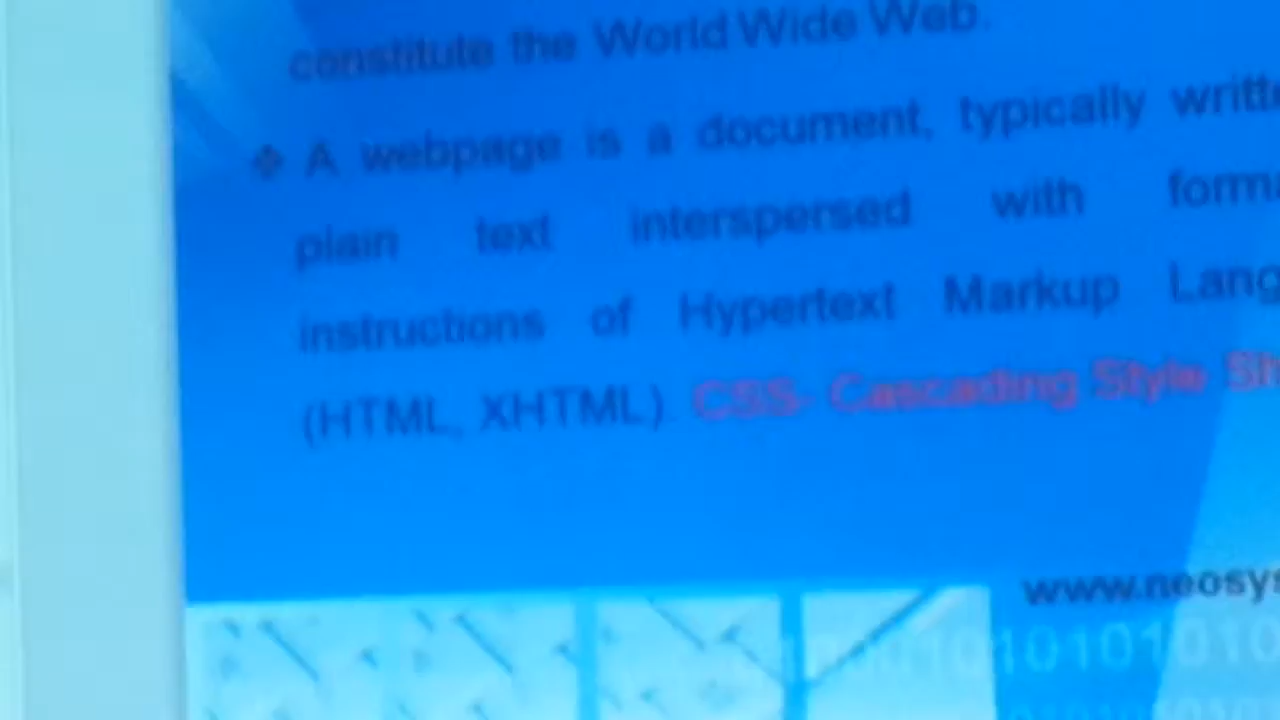 constitute the World Wide Web.
❖ A webpage is a document, typically writte
plain text interspersed with forma
instructions of Hypertext Markup Lang
(HTML, XHTML). CSS- Cascading Style Sh
www.neosys
101010101010